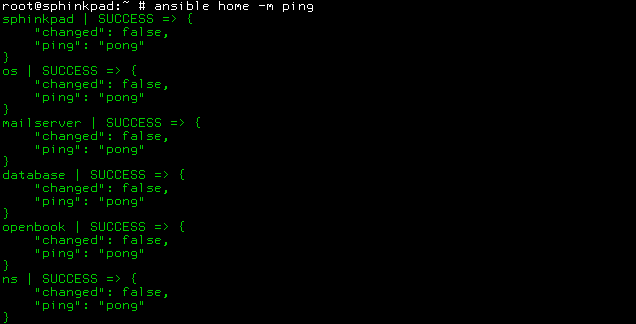 root@sphinkpad:~ # ansible home -m ping
sphinkpad | SUCCESS => {
    "changed": false,
    "ping": "pong"
}
os | SUCCESS => {
    "changed": false,
    "ping": "pong"
}
mailserver | SUCCESS => {
    "changed": false,
    "ping": "pong"
}
database | SUCCESS => {
    "changed": false,
    "ping": "pong"
}
openbook | SUCCESS => {
    "changed": false,
    "ping": "pong"
}
ns | SUCCESS => {
    "changed": false,
    "ping": "pong"
}